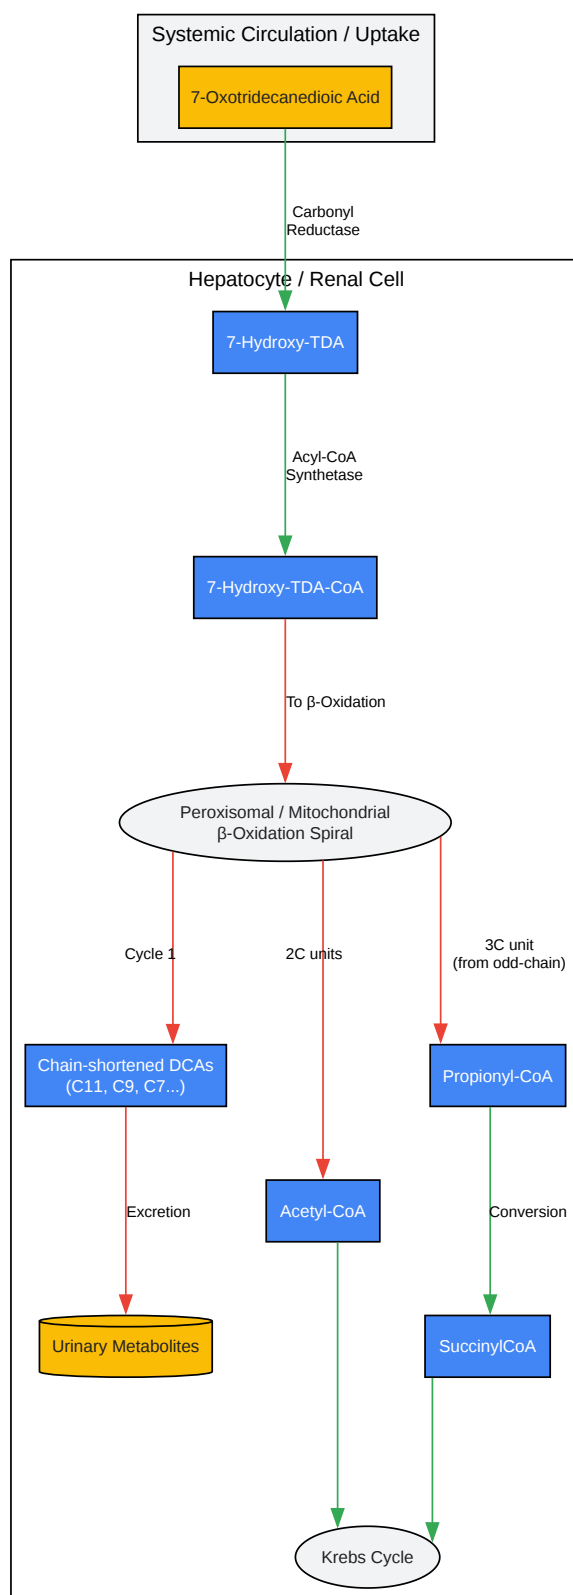 Systemic Circulation / Uptake
7-Oxotridecanedioic Acid
Carbonyl
Reductase
Hepatocyte / Renal Cell
7-Hydroxy-TDA
Acyl-CoA
Synthetase
7-Hydroxy-TDA-CoA
To β-Oxidation
Peroxisomal / Mitochondrial
β-Oxidation Spiral
Cycle 1
2C units
3C unit
(from odd-chain)
Chain-shortened DCAs
(C11, C9, C7...)
Propionyl-CoA
Excretion
Acetyl-CoA
Conversion
Urinary Metabolites
SuccinylCoA
Krebs Cycle